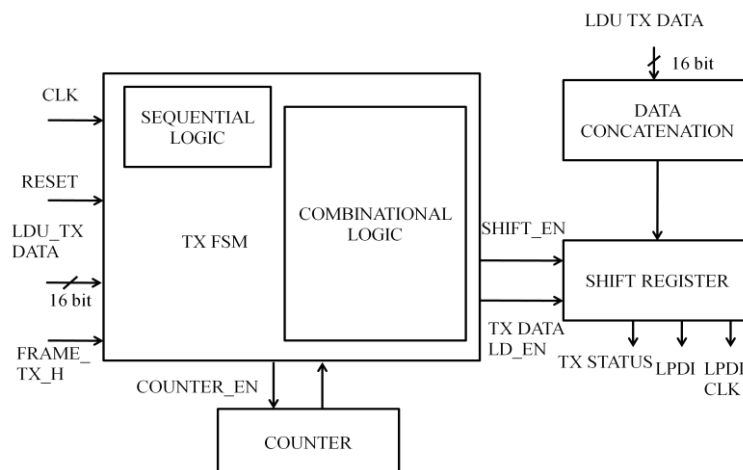 LDU TX DATA
16 bit
DATA
CONCATENATION
CLK
SEQUENTIAL
LOGIC
RESET
LDU_TX
DATA
16 bit
TX FSM
COMBINATIONAL
LOGIC
SHIFT_EN
SHIFT REGISTER
TX DATA
LD_EN
FRAME_
TX_H
TX STATUS
LPDI
LPDI
CLK
COUNTER_EN
COUNTER